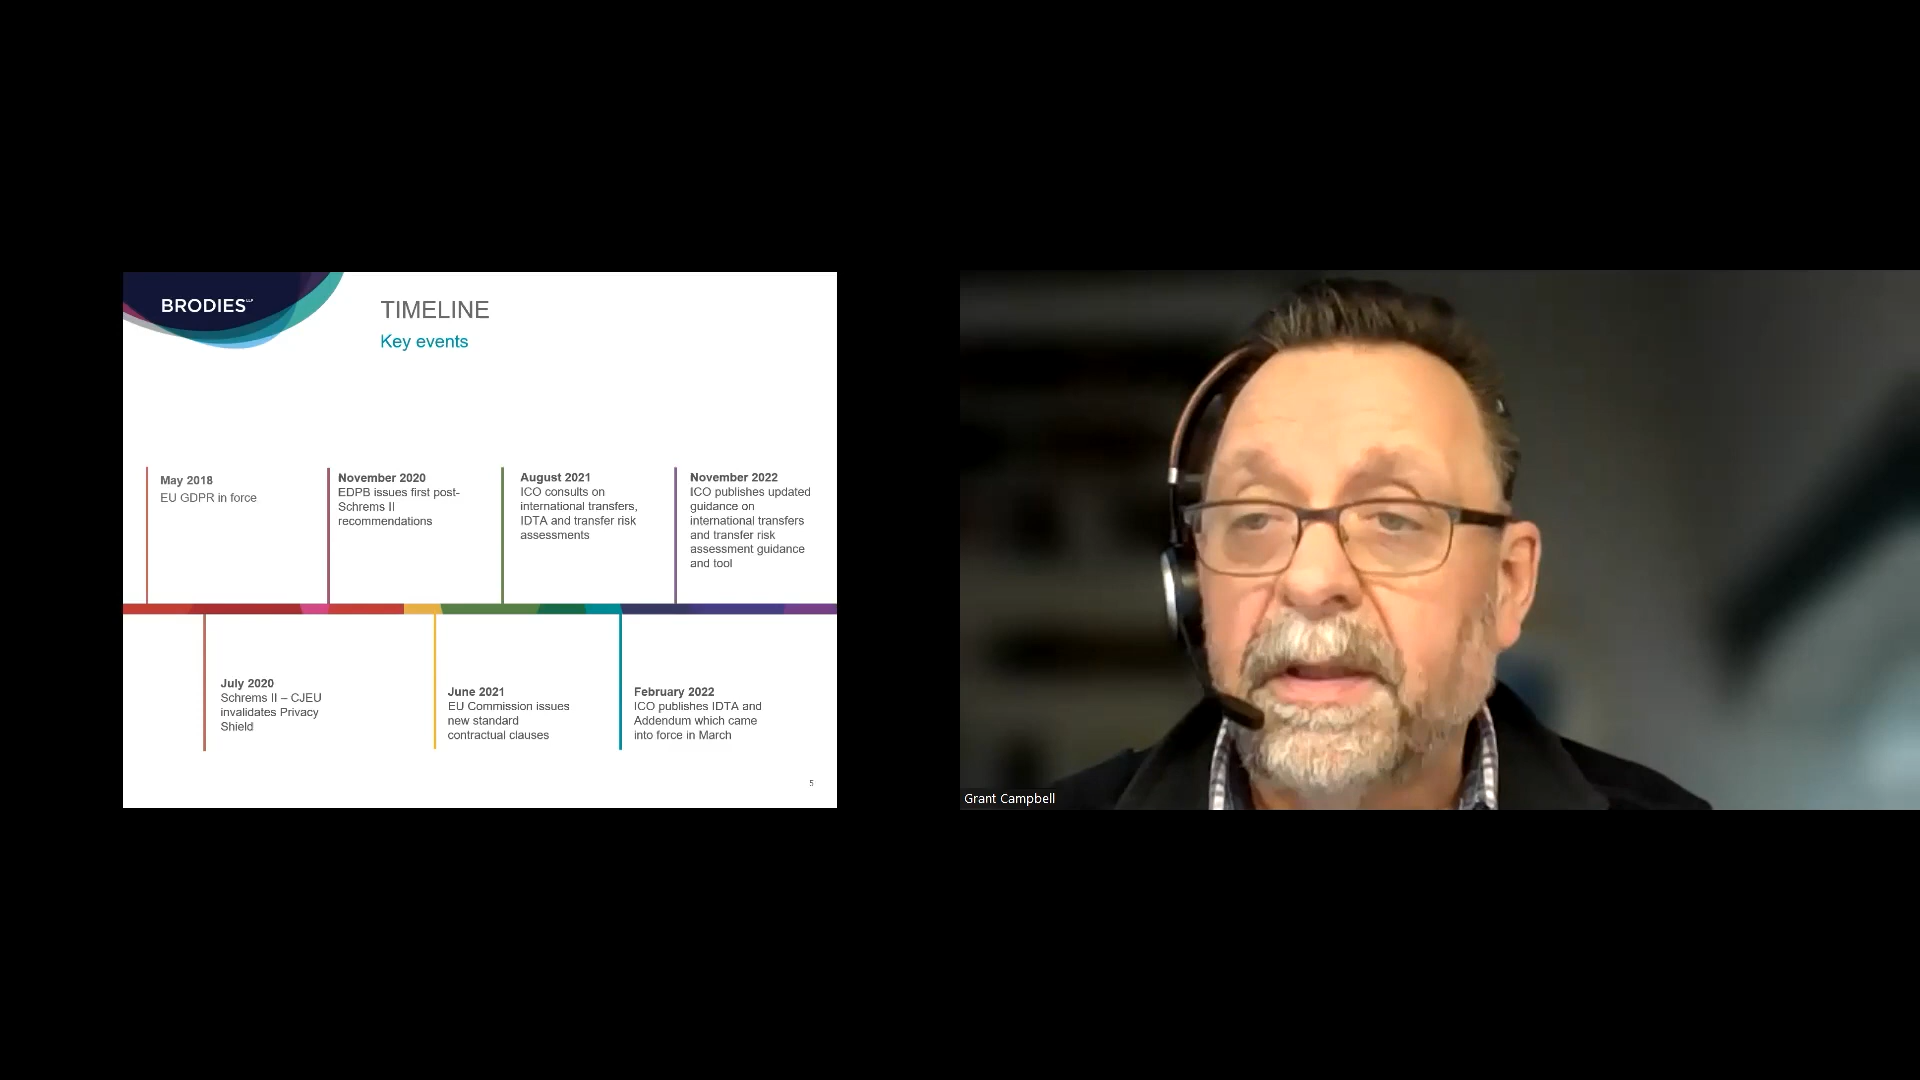 BRODIES LLP
TIMELINE
Key events
May 2018
EU GDPR in force
November 2020
EDPB issues first post-
Schrems II
recommendations
August 2021
ICO consults on
international transfers,
IDTA and transfer risk
assessments
November 2022
ICO publishes updated
guidance on
international transfers
and transfer risk
assessment guidance
and tool
July 2020
Schrems II – CJEU
invalidates Privacy
Shield
June 2021
EU Commission issues
new standard
contractual clauses
February 2022
ICO publishes IDTA and
Addendum which came
into force in March
5
Grant Campbell